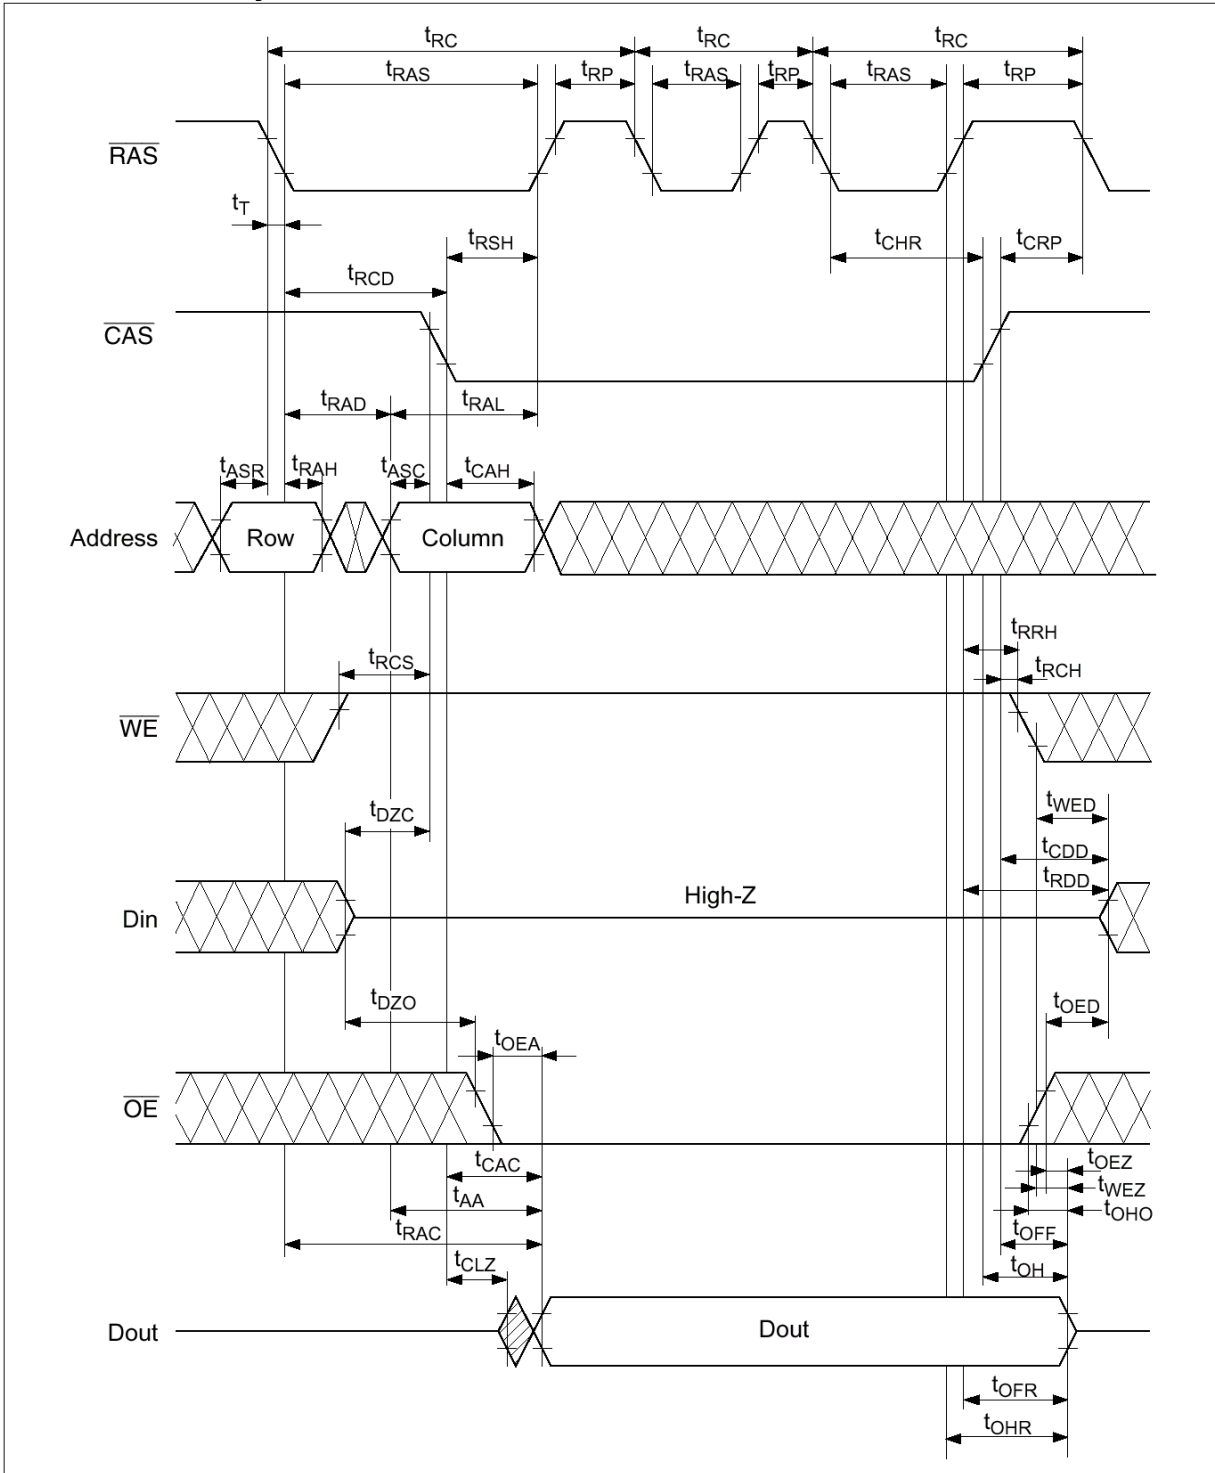 tRC tRC tRC
tRAS tRP tRAS tRP tRAS tRP
RAS
tT
tRSH tCHR tCRP
tRCD
CAS
tRAD tRAL
tASR tRAH tASC tCAH
Address Row Column
tRRH
tRCS tRCH
WE
tDZC tWED
tCDD
tRDD
High-Z
Din
tDZO tOED
tOEA
OE
tCAC tOEZ
tAA tWEZ
tOHO
tRAC tOFF
tCLZ tOH
Dout Dout
tOFR
tOHR